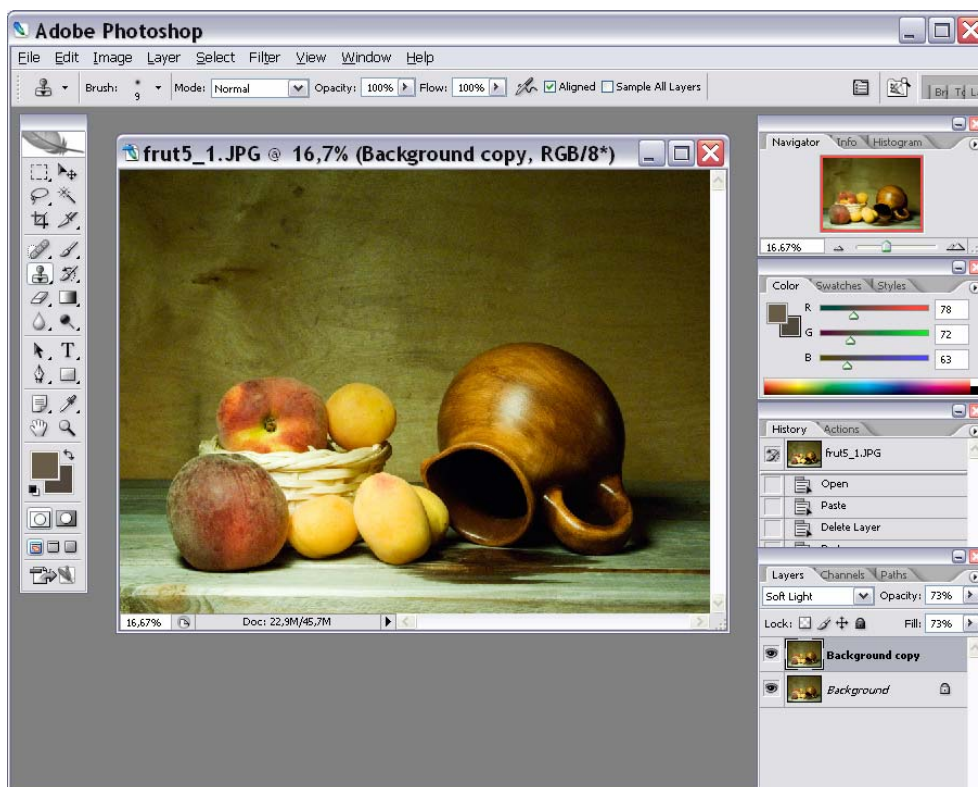 Adobe Photoshop
File Edit Image Layer Select Filter View Window Help
Brush: 9 Mode: Normal Opacity: 100% Flow: 100% Aligned Sample All Layers
frut5_1.JPG @ 16,7% (Background copy, RGB/8*)
Navigator Info Histogram
16.67%
Color Swatches Styles
R 78
G 72
B 63
History Actions
frut5_1.JPG
Open
Paste
Delete Layer
Layers Channels Paths
Soft Light Opacity: 73%
Lock: Fill: 73%
Background copy
Background
16,67% Doc: 22,9M/45,7M